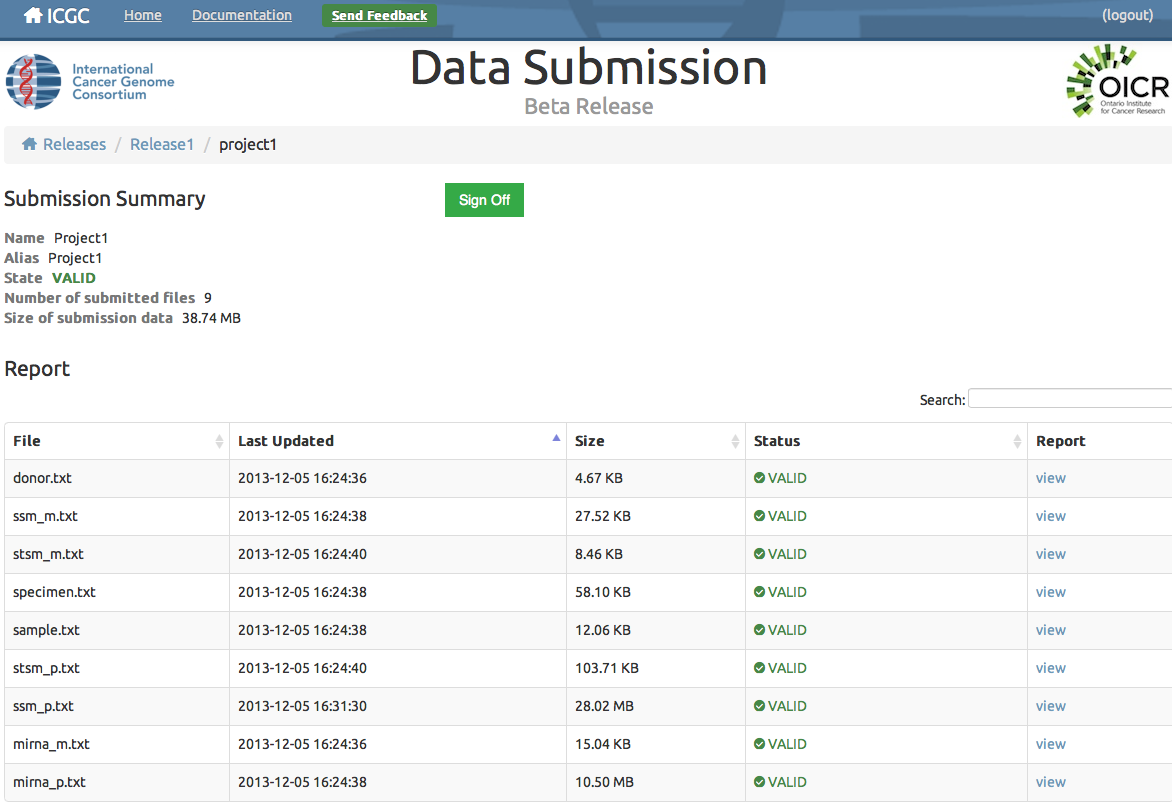 ICGC Home Documentation Send Feedback (logout)
International
Cancer Genome
Consortium
Data Submission
Beta Release
OICR
Ontario Institute
for Cancer Research
Releases / Release1 / project1
Submission Summary
Sign Off
Name Project1
Alias Project1
State VALID
Number of submitted files 9
Size of submission data 38.74 MB
Report
Search:
File Last Updated Size Status Report
donor.txt 2013-12-05 16:24:36 4.67 KB VALID view
ssm_m.txt 2013-12-05 16:24:38 27.52 KB VALID view
stsm_m.txt 2013-12-05 16:24:40 8.46 KB VALID view
specimen.txt 2013-12-05 16:24:38 58.10 KB VALID view
sample.txt 2013-12-05 16:24:38 12.06 KB VALID view
stsm_p.txt 2013-12-05 16:24:40 103.71 KB VALID view
ssm_p.txt 2013-12-05 16:31:30 28.02 MB VALID view
mirna_m.txt 2013-12-05 16:24:36 15.04 KB VALID view
mirna_p.txt 2013-12-05 16:24:38 10.50 MB VALID view